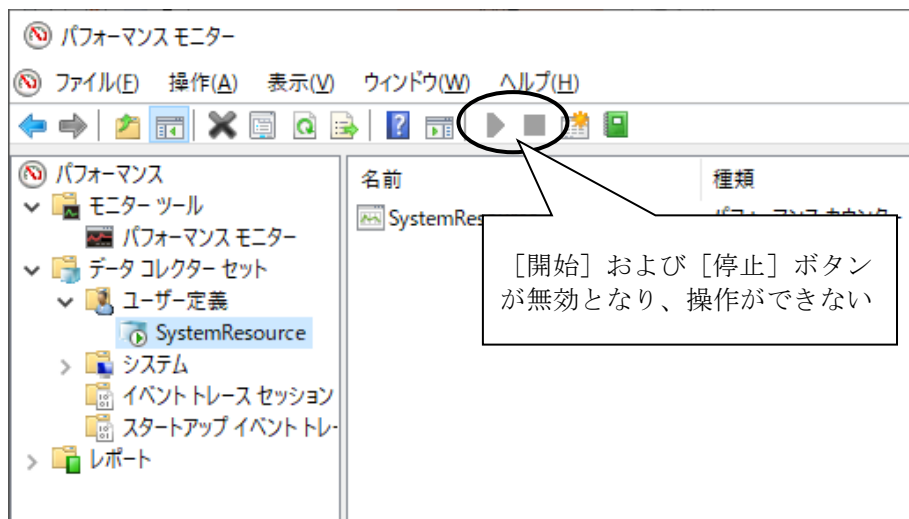 パフォーマンス モニター
ファイル(F) 操作(A) 表示(V) ウィンドウ(W) ヘルプ(H)
パフォーマンス
モニター ツール
パフォーマンス モニター
データ コレクター セット
ユーザー定義
SystemResource
システム
イベント トレース セッション
スタートアップ イベント トレ
レポート
名前 種類
SystemRes
［開始］および［停止］ボタン
が無効となり、操作ができない